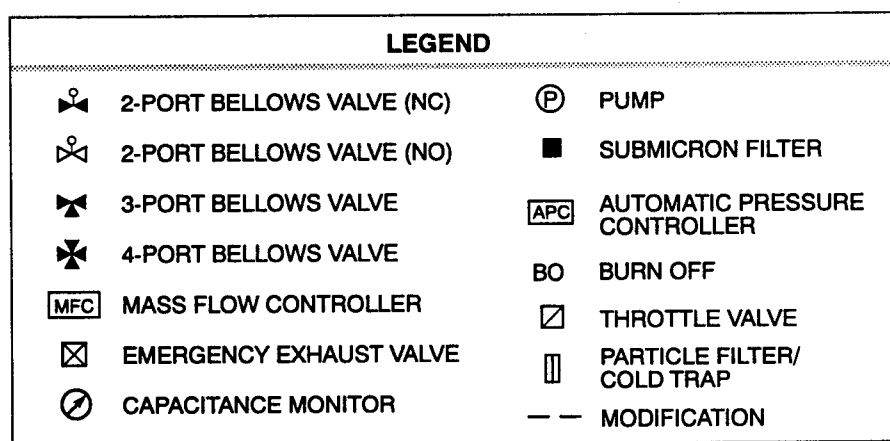 LEGEND
2-PORT BELLOWS VALVE (NC)
2-PORT BELLOWS VALVE (NO)
3-PORT BELLOWS VALVE
4-PORT BELLOWS VALVE
MFC MASS FLOW CONTROLLER
EMERGENCY EXHAUST VALVE
CAPACITANCE MONITOR
P PUMP
SUBMICRON FILTER
APC AUTOMATIC PRESSURE
CONTROLLER
BO BURN OFF
THROTTLE VALVE
PARTICLE FILTER/
COLD TRAP
MODIFICATION